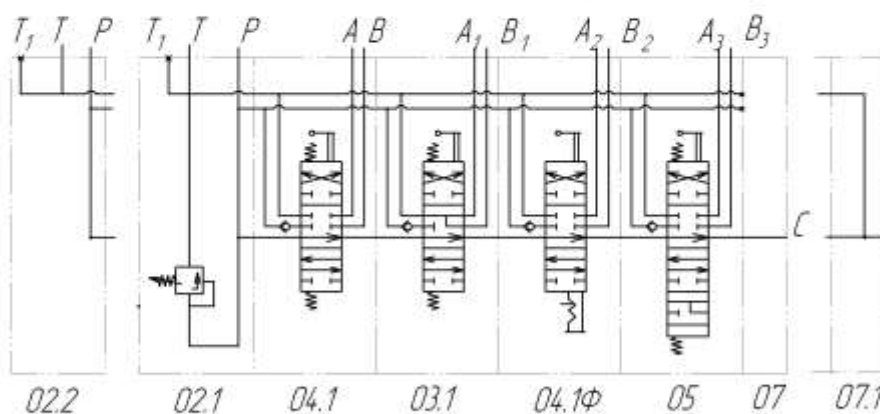 T₁ T P T₁ T P A B A₁ B₁ A₂ B₂ A₃ B₃
C
02.2 02.1 04.1 03.1 04.1Ф 05 07 07.1